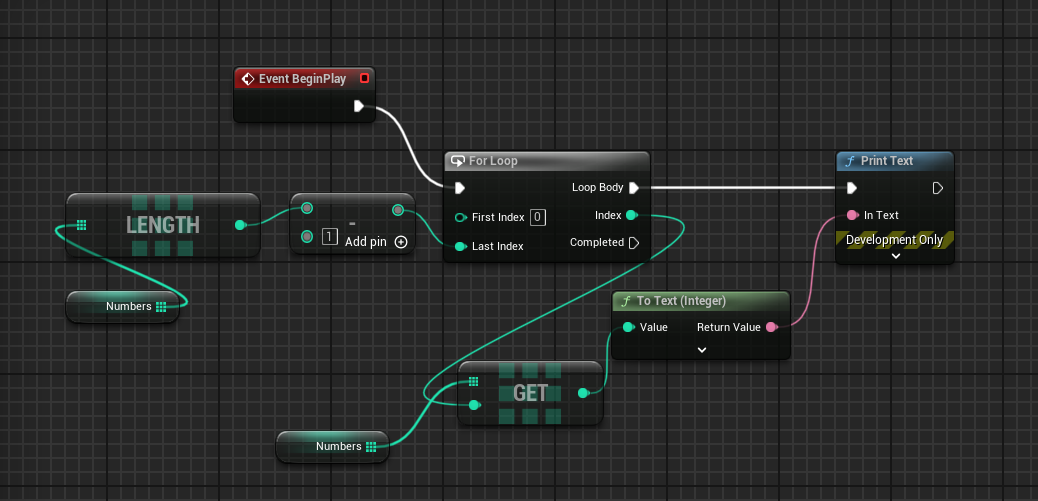 Event BeginPlay
For Loop
Print Text
Loop Body
LENGTH
-
First Index 0
Index
In Text
1 Add pin
Last Index
Completed
Development Only
Numbers
To Text (Integer)
Value
Return Value
GET
Numbers